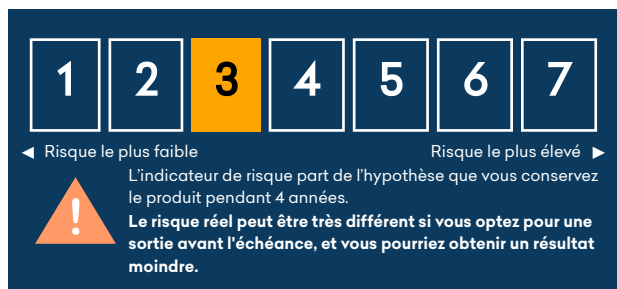 1 2 3 4 5 6 7
◄ Risque le plus faible Risque le plus élevé ►
L'indicateur de risque part de l'hypothèse que vous conservez
le produit pendant 4 années.
Le risque réel peut être très différent si vous optez pour une
sortie avant l'échéance, et vous pourriez obtenir un résultat
moindre.
!